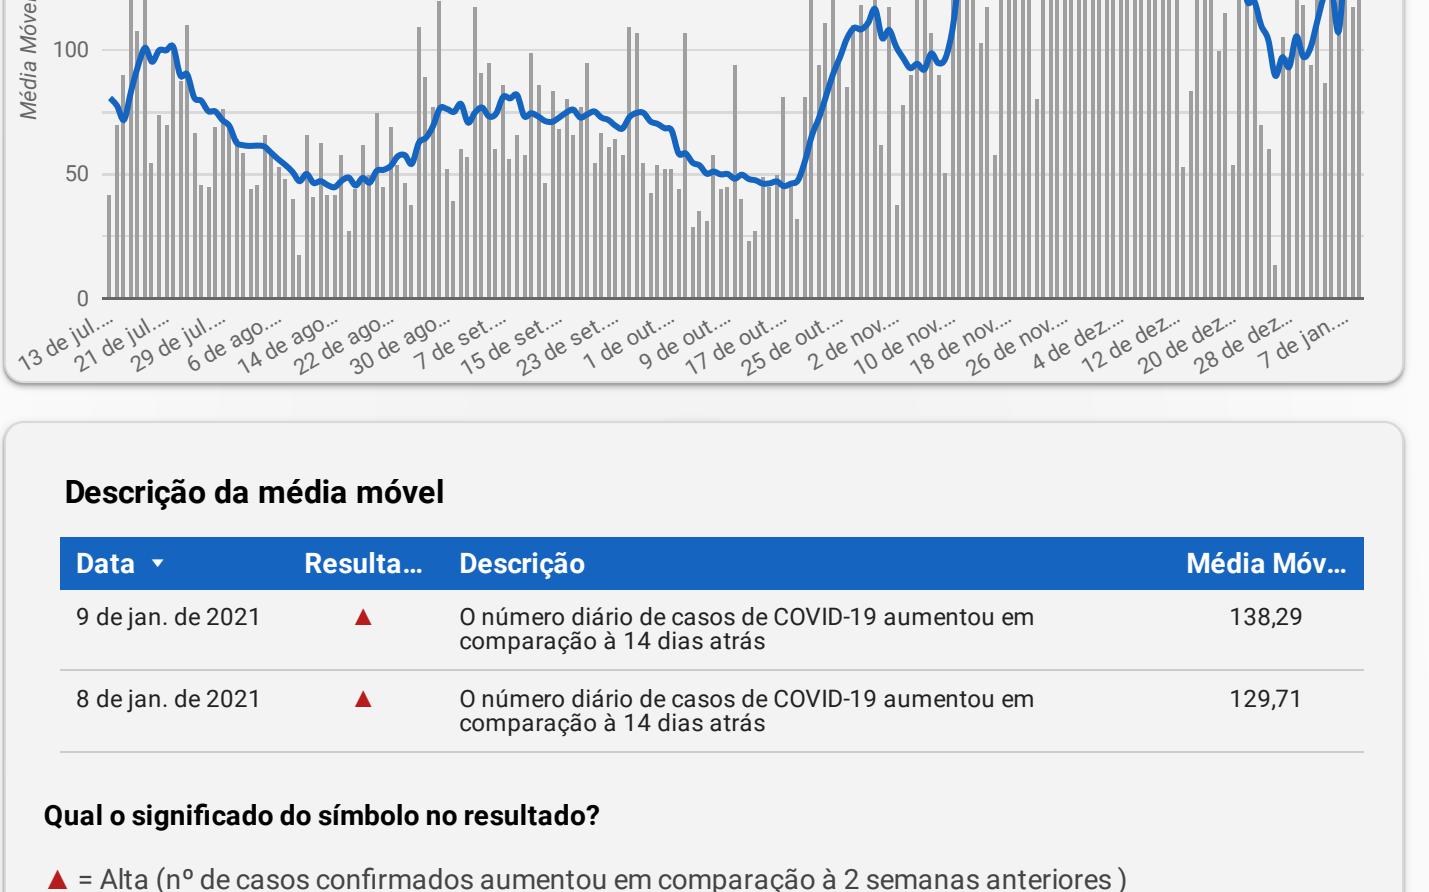 Média Móvel
100
50
0
13 de jul....
21 de jul....
29 de jul....
6 de ago....
14 de ago...
22 de ago...
30 de ago...
7 de set....
15 de set....
23 de set....
1 de out....
9 de out....
17 de out....
25 de out....
2 de nov....
10 de nov....
18 de nov....
26 de nov....
4 de dez....
12 de dez...
20 de dez...
28 de dez...
7 de jan....
Descrição da média móvel
Data Resulta... Descrição Média Móv...
9 de jan. de 2021 ▲ O número diário de casos de COVID-19 aumentou em 138,29
comparação à 14 dias atrás
8 de jan. de 2021 ▲ O número diário de casos de COVID-19 aumentou em 129,71
comparação à 14 dias atrás
Qual o significado do símbolo no resultado?
▲ = Alta (nº de casos confirmados aumentou em comparação à 2 semanas anteriores )